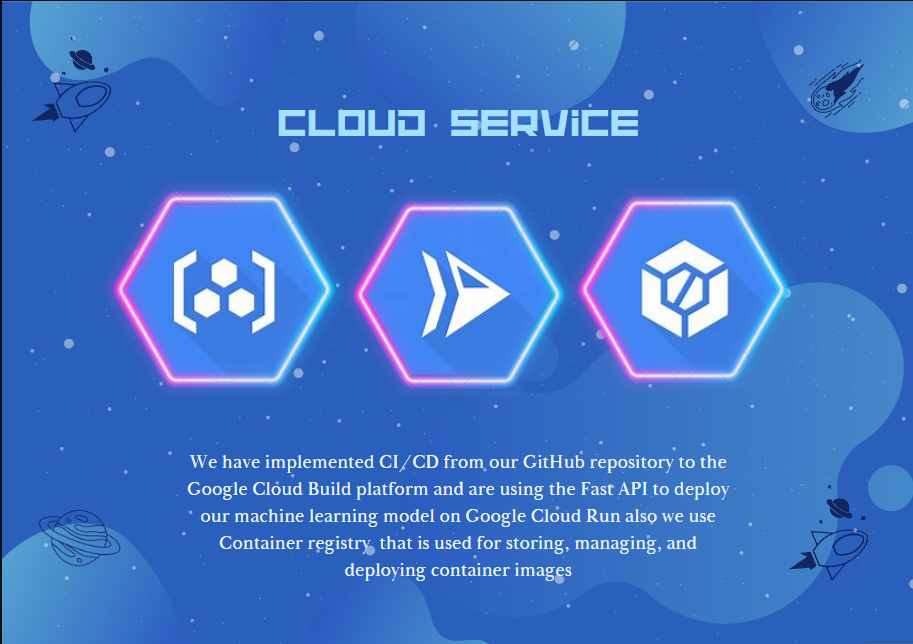 CLOUD SERVICE
We have implemented CI/CD from our GitHub repository to the
Google Cloud Build platform and are using the Fast API to deploy
our machine learning model on Google Cloud Run also we use
Container registry  that is used for storing, managing, and
deploying container images